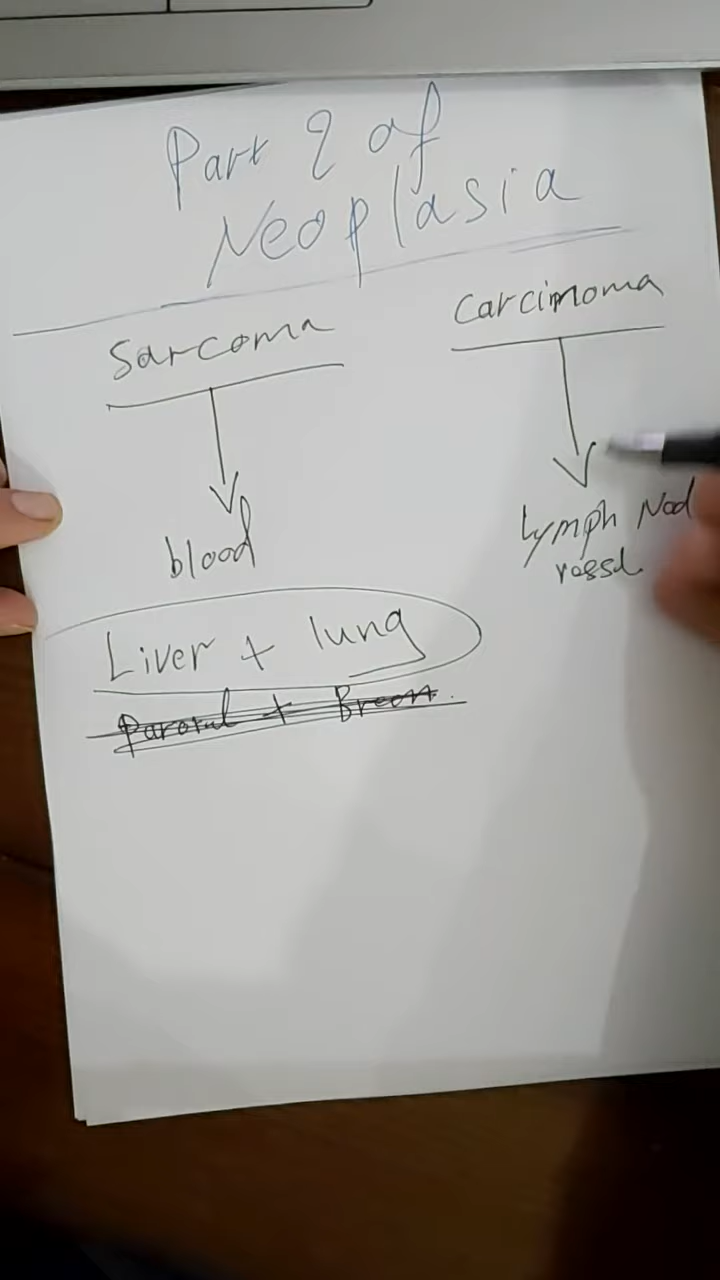 Part 2 of
Neoplasia
Sarcoma
Carcinoma
blood
Lymph Nod
vessel
Liver + lung